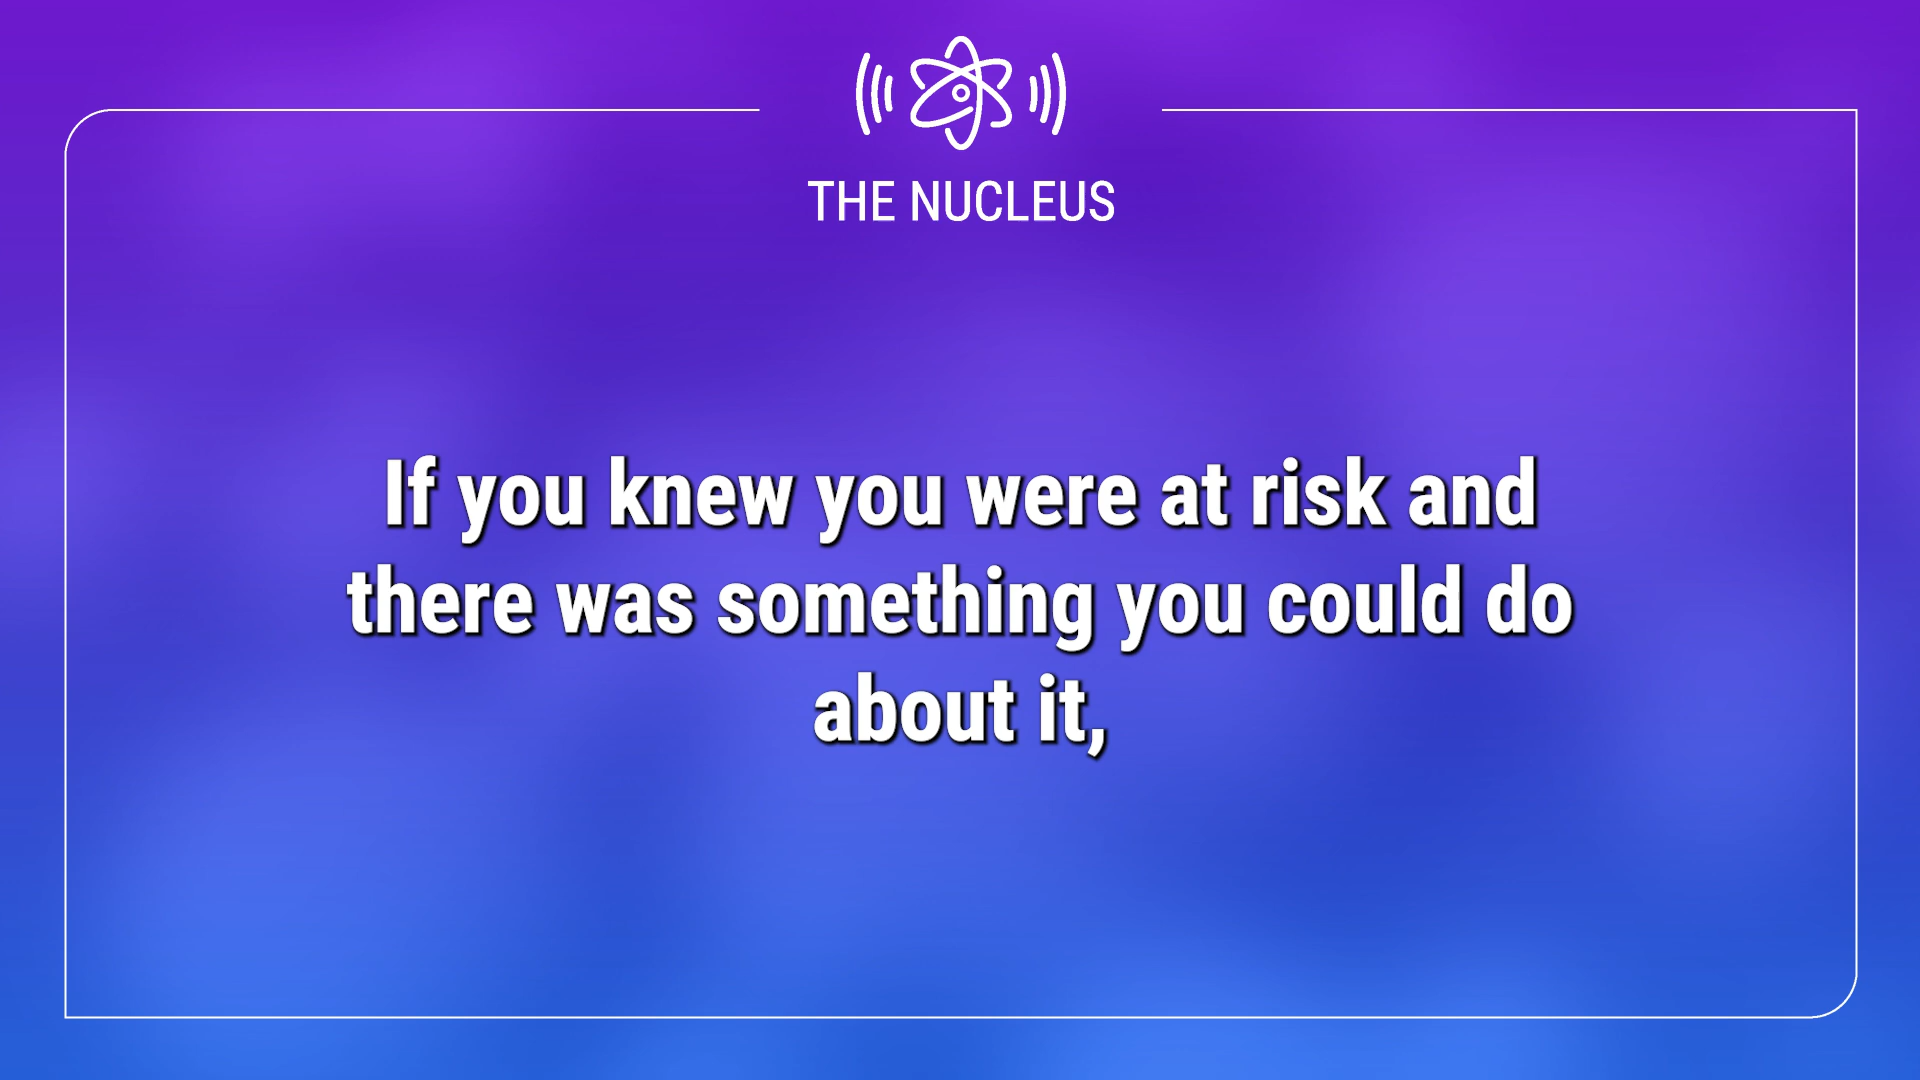 THE NUCLEUS
If you knew you were at risk and
there was something you could do
about it,